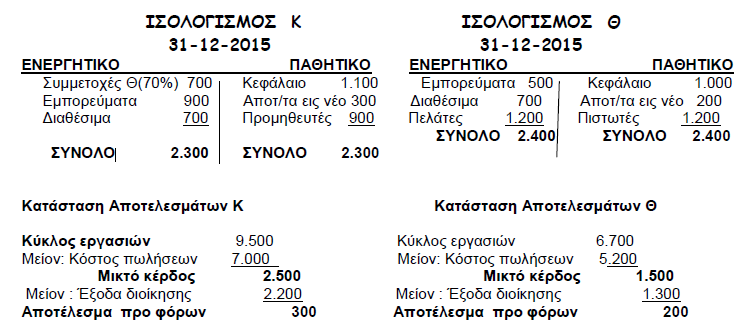 ΙΣΟΛΟΓΙΣΜΟΣ Κ
31-12-2015
ΕΝΕΡΓΗΤΙΚΟ ΠΑΘΗΤΙΚΟ
Συμμετοχές Θ(70%) 700 Κεφάλαιο 1.100
Εμπορεύματα 900 Αποτ/τα εις νέο 300
Διαθέσιμα 700 Προμηθευτές 900
ΣΥΝΟΛΟ 2.300 ΣΥΝΟΛΟ 2.300
ΙΣΟΛΟΓΙΣΜΟΣ Θ
31-12-2015
ΕΝΕΡΓΗΤΙΚΟ ΠΑΘΗΤΙΚΟ
Εμπορεύματα 500 Κεφάλαιο 1.000
Διαθέσιμα 700 Αποτ/τα εις νέο 200
Πελάτες 1.200 Πιστωτές 1.200
ΣΥΝΟΛΟ 2.400 ΣΥΝΟΛΟ 2.400
Κατάσταση Αποτελεσμάτων Κ
Κύκλος εργασιών 9.500
Μείον: Κόστος πωλήσεων 7.000
Μικτό κέρδος 2.500
Μείον : Έξοδα διοίκησης 2.200
Αποτέλεσμα προ φόρων 300
Κατάσταση Αποτελεσμάτων Θ
Κύκλος εργασιών 6.700
Μείον: Κόστος πωλήσεων 5.200
Μικτό κέρδος 1.500
Μείον : Έξοδα διοίκησης 1.300
Αποτέλεσμα προ φόρων 200